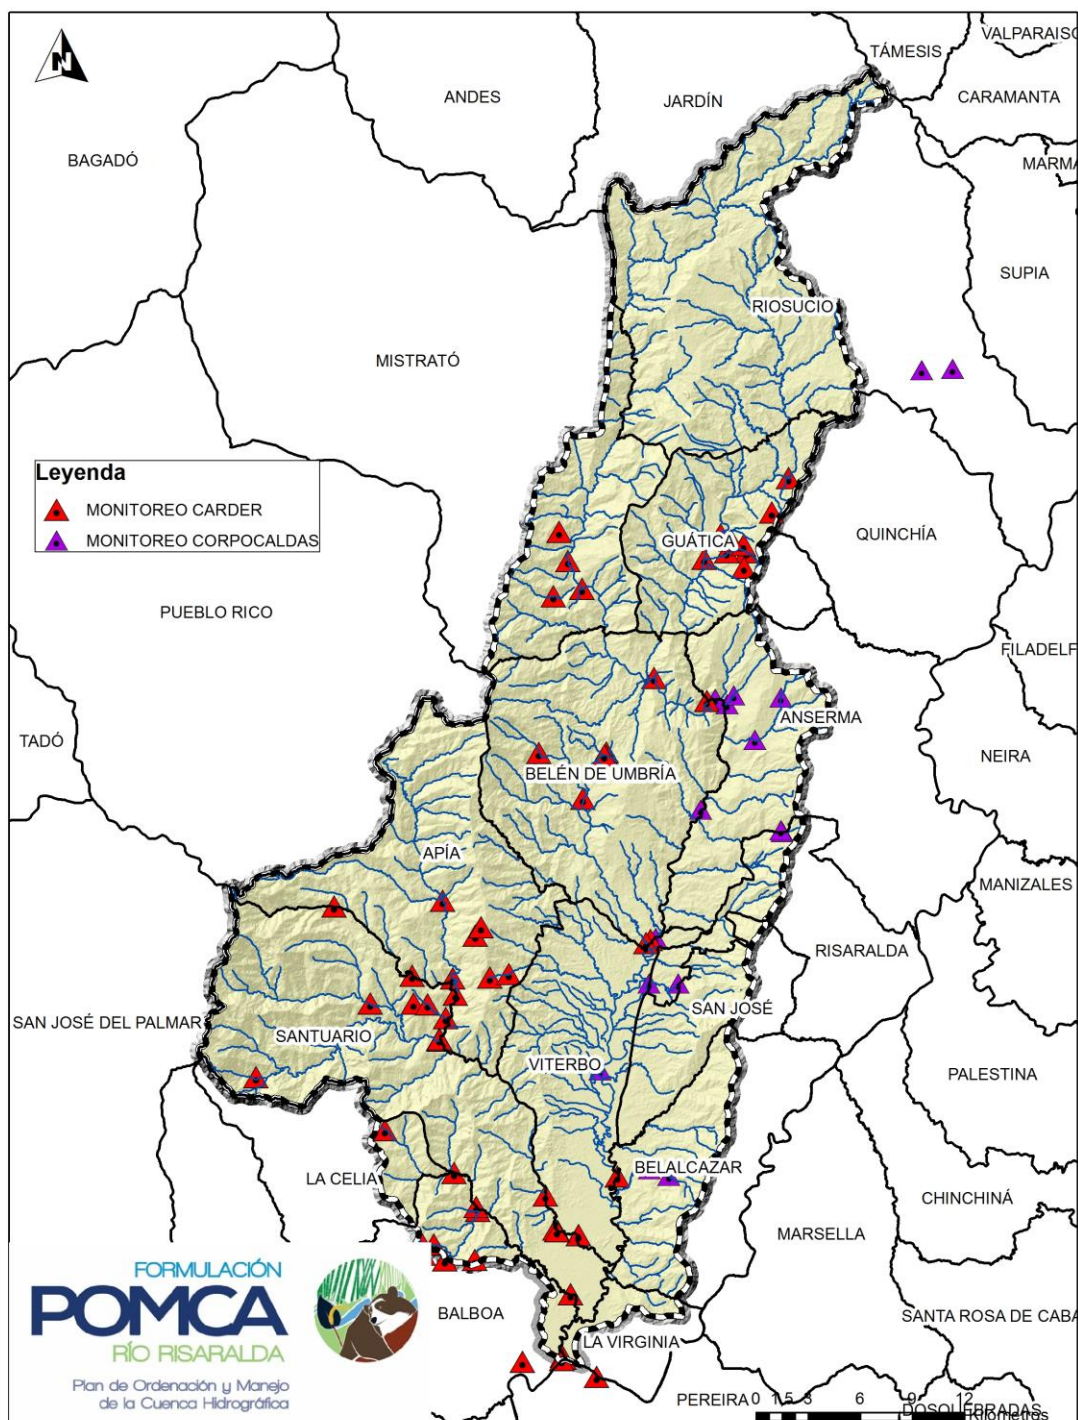 N
VALPARAISO
TÁMESIS
ANDES
JARDÍN
CARAMANTA
BAGADÓ
MARMA
SUPIA
RIOSUCIO
MISTRATÓ
Leyenda
MONITOREO CARDER
MONITOREO CORPOCALDAS
GUÁTICA
QUINCHÍA
PUEBLO RICO
FILADELF
ANSERMA
TADÓ
NEIRA
BELÉN DE UMBRÍA
APÍA
MANIZALES
RISARALDA
SAN JOSÉ
SAN JOSÉ DEL PALMAR
SANTUARIO
VITERBO
PALESTINA
BELALCAZAR
LA CELIA
CHINCHINÁ
MARSELLA
FORMULACIÓN
POMCA
RÍO RISARALDA
Plan de Ordenación y Manejo
de la Cuenca Hidrográfica
BALBOA
SANTA ROSA DE CABA
LA VIRGINIA
PEREIRA
0 1,5 3 6 9 12
DOSQUEBRADAS
Kilómetros